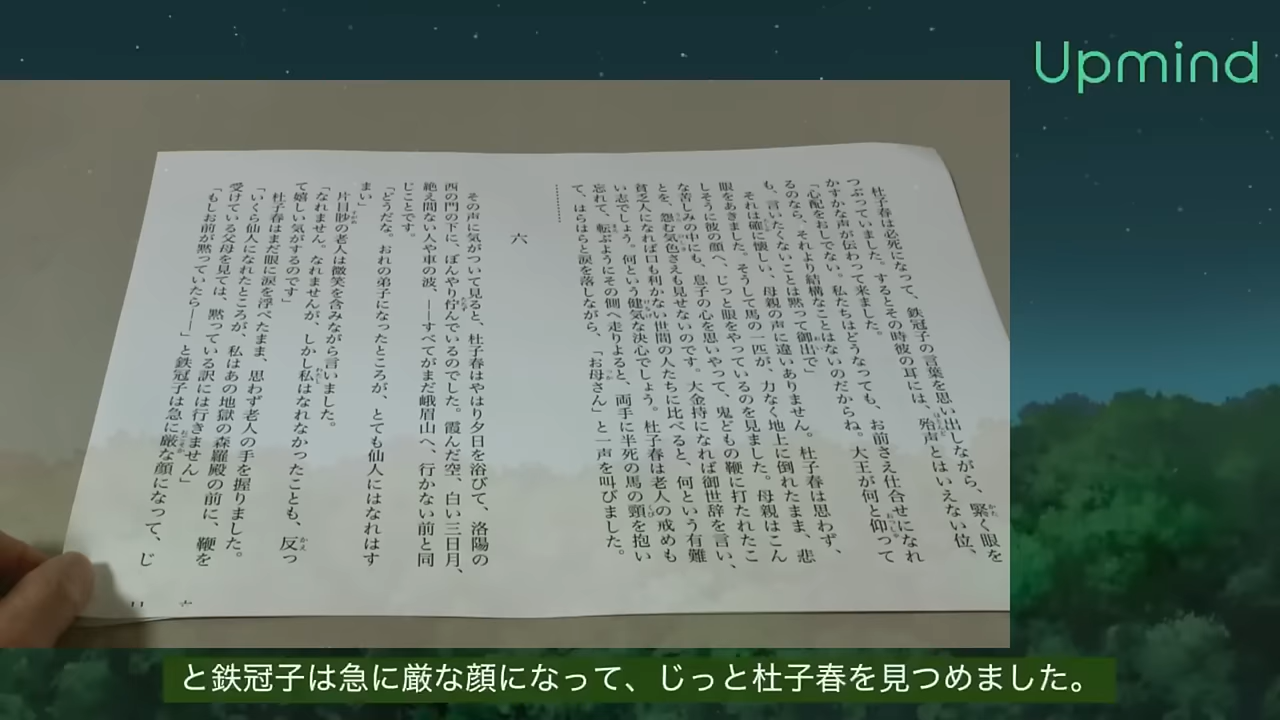 Upmind
杜子春は必死になって、鉄冠子の言葉を思い出しながら、緊く眼を
つぶっていました。するとその時彼の耳には、殆声とはいえない位、
かすかな声が伝わって来ました。
「心配をおしでない。私たちはどうなっても、お前さえ仕合せになれ
るのなら、それより結構なことはないのだからね。大王が何と仰って
も、言いたくないことは黙って御出で」
それは確に懐しい、母親の声に違いありません。杜子春は思わず、
眼をあきました。そうして馬の一匹が、力なく地上に倒れたまま、悲
しそうに彼の顔へ、じっと眼をやっているのを見ました。母親はこん
な苦しみの中にも、息子の心を思いやって、鬼どもの鞭に打たれたこ
とを、怨む気色さえも見せないのです。大金持になれば御世辞を言い、
貧乏人になれば口も利かない世間の人たちに比べると、何という有難
い志でしょう。何という健気な決心でしょう。杜子春は老人の戒めも
忘れて、転ぶようにその側へ走りよると、両手に半死の馬の頸を抱い
て、はらはらと涙を落しながら、「お母さん」と一声を叫びました。
…………
六
その声に気がついて見ると、杜子春はやはり夕日を浴びて、洛陽の
西の門の下に、ぼんやり佇んでいるのでした。霞んだ空、白い三日月、
絶え間ない人や車の波、――すべてがまだ峨眉山へ、行かない前と同
じことです。
「どうだな。おれの弟子になったところが、とても仙人にはなれはす
まい」
片目眇の老人は微笑を含みながら言いました。
「なれません。なれませんが、しかし私はなれなかったことも、反っ
て嬉しい気がするのです」
杜子春はまだ眼に涙を浮べたまま、思わず老人の手を握りました。
「いくら仙人になれたところが、私はあの地獄の森羅殿の前に、鞭を
受けている父母を見ては、黙っている訳には行きません」
「もしお前が黙っていたら――」と鉄冠子は急に厳な顔になって、じ
と鉄冠子は急に厳な顔になって、じっと杜子春を見つめました。